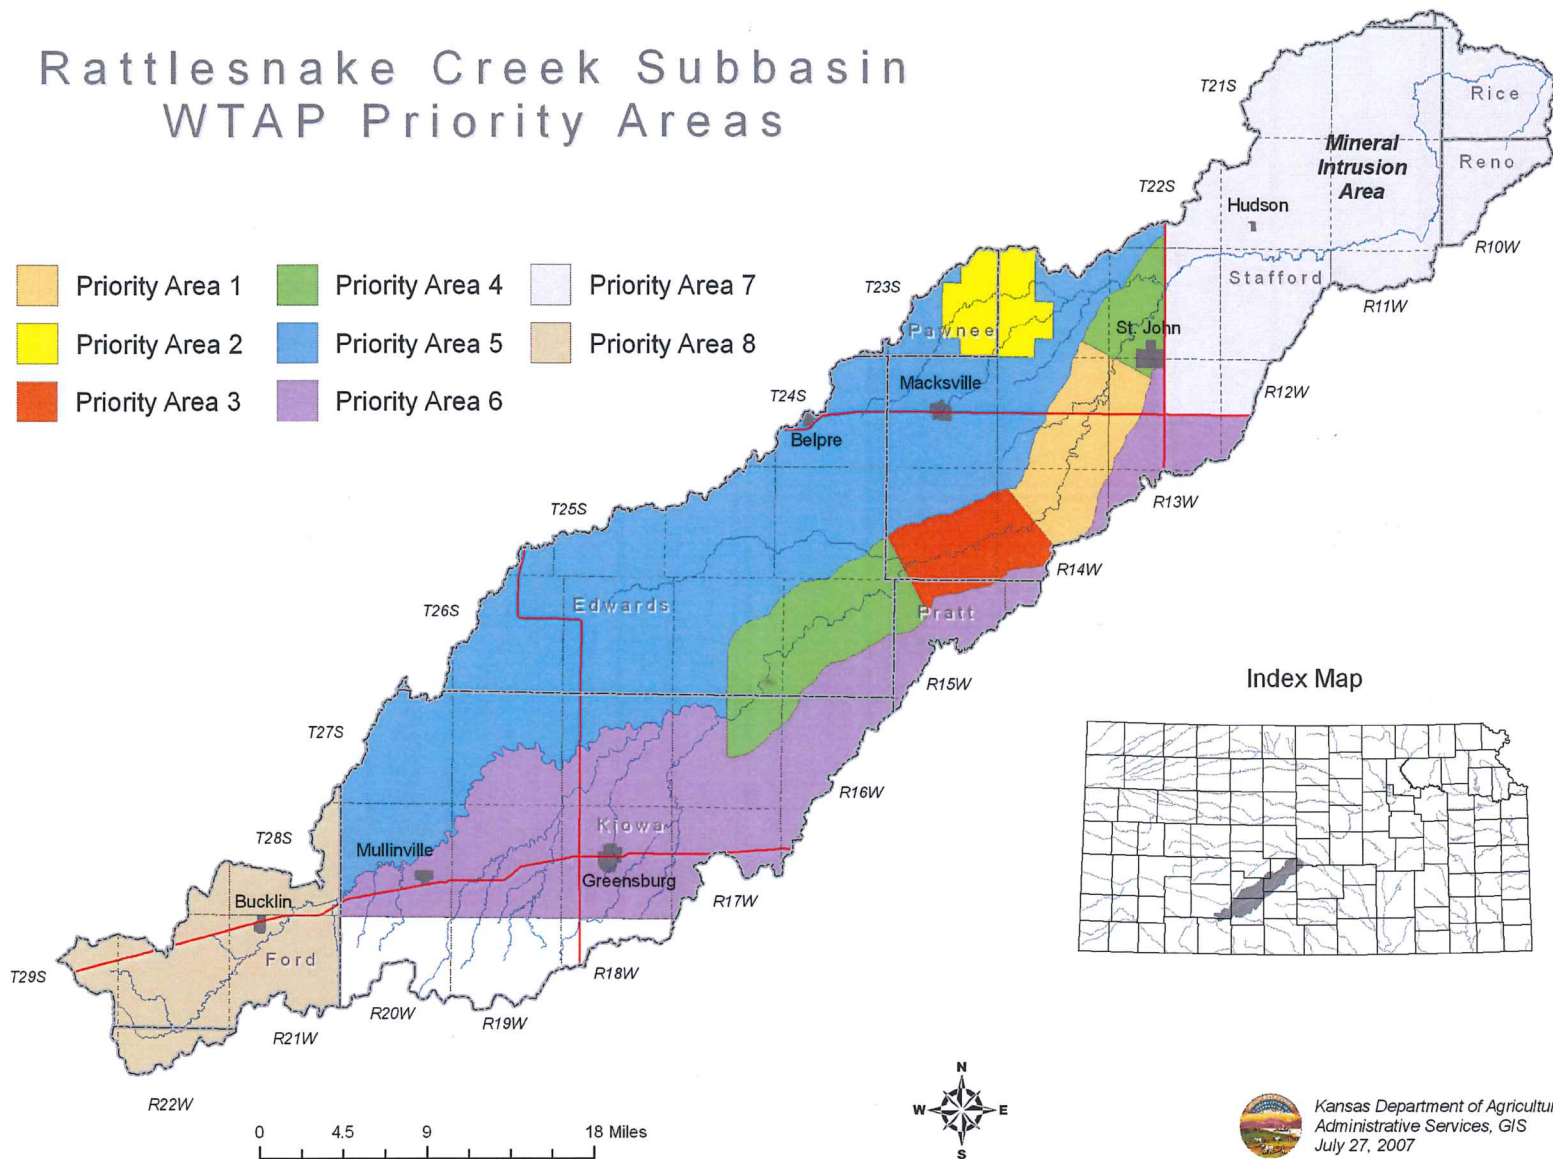 Rattlesnake Creek Subbasin
WTAP Priority Areas
Priority Area 1
Priority Area 2
Priority Area 3
Priority Area 4
Priority Area 5
Priority Area 6
Priority Area 7
Priority Area 8
T21S
T22S
T23S
T24S
T25S
T26S
T27S
T28S
T29S
Rice
Mineral
Intrusion
Area
Reno
Hudson
R10W
Stafford
R11W
Pawnee
St. John
Macksville
R12W
Belpre
R13W
R14W
Edwards
Pratt
R15W
R16W
Kiowa
Mullinville
Greensburg
R17W
Bucklin
Ford
R18W
R19W
R20W
R21W
R22W
Index Map
0 4.5 9 18 Miles
N
W E
S
Kansas Department of Agricultur
Administrative Services, GIS
July 27, 2007